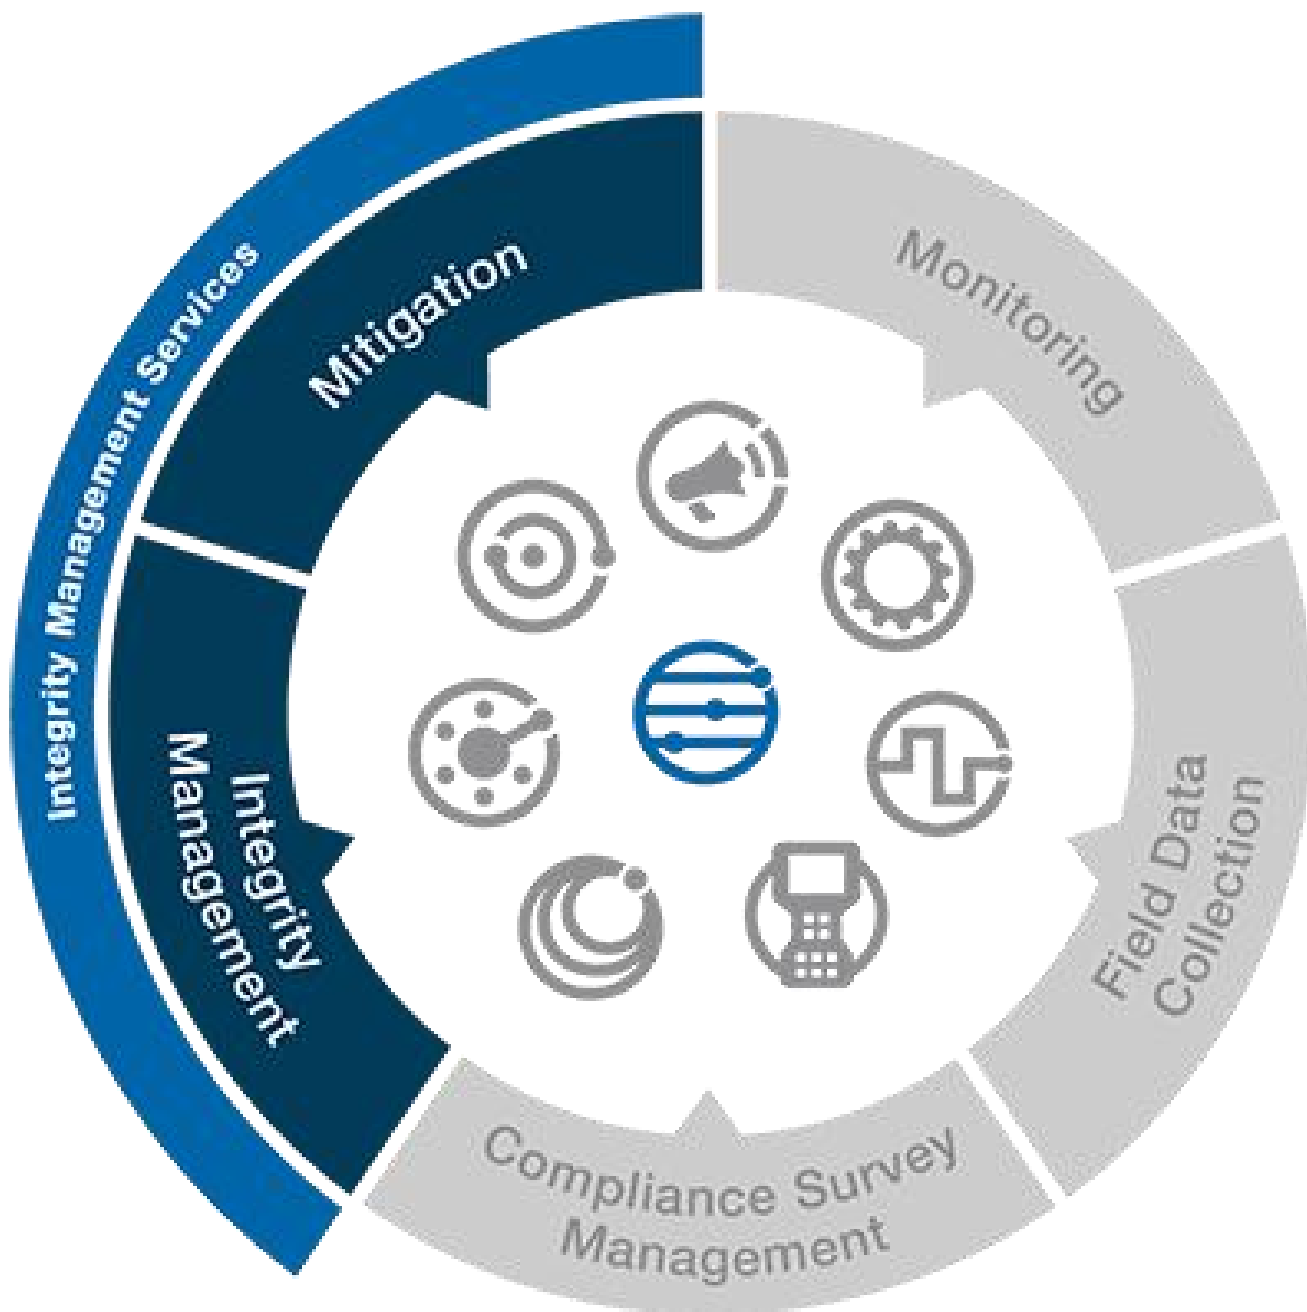 Integrity Management Services
Mitigation
Monitoring
Integrity
Management
Field Data
Collection
Compliance Survey
Management